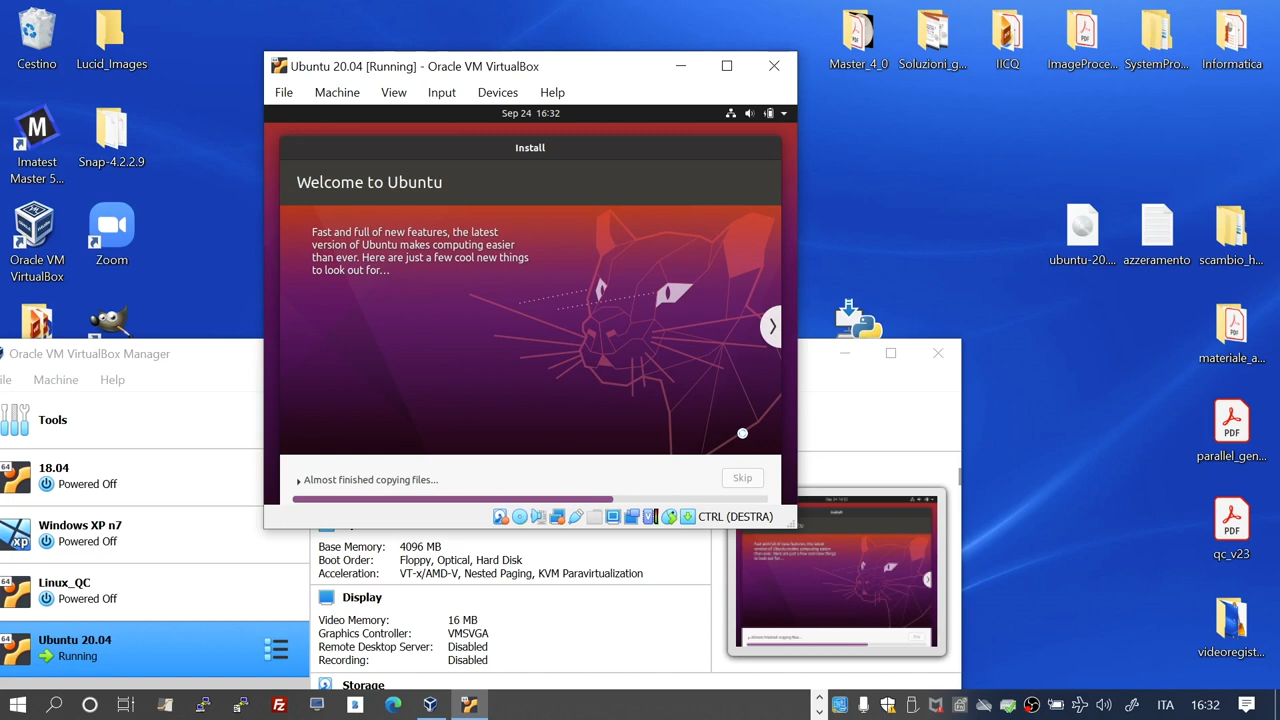 Cestino
Lucid_Images
Master_4_0
Soluzioni_g...
IICQ
ImageProce...
SystemPro...
Informatica
M
Imatest
Master 5...
Snap-4.2.2.9
Oracle VM
VirtualBox
Zoom
ubuntu-20....
azzeramento
scambio_h...
materiale_a...
PDF
parallel_gen...
PDF
qc_v23
videoregist...
Ubuntu 20.04 [Running] - Oracle VM VirtualBox
File Machine View Input Devices Help
Sep 24 16:32
Install
Welcome to Ubuntu
Fast and full of new features, the latest
version of Ubuntu makes computing easier
than ever. Here are just a few cool new things
to look out for...
Almost finished copying files...
Skip
CTRL (DESTRA)
Oracle VM VirtualBox Manager
ile Machine Help
Tools
64
18.04
Powered Off
xp
Windows XP n7
Powered Off
64
Linux_QC
Powered Off
64
Ubuntu 20.04
Running
Base Memory: 4096 MB
Boot Order: Floppy, Optical, Hard Disk
Acceleration: VT-x/AMD-V, Nested Paging, KVM Paravirtualization
Display
Video Memory: 16 MB
Graphics Controller: VMSVGA
Remote Desktop Server: Disabled
Recording: Disabled
Storage
ITA
16:32